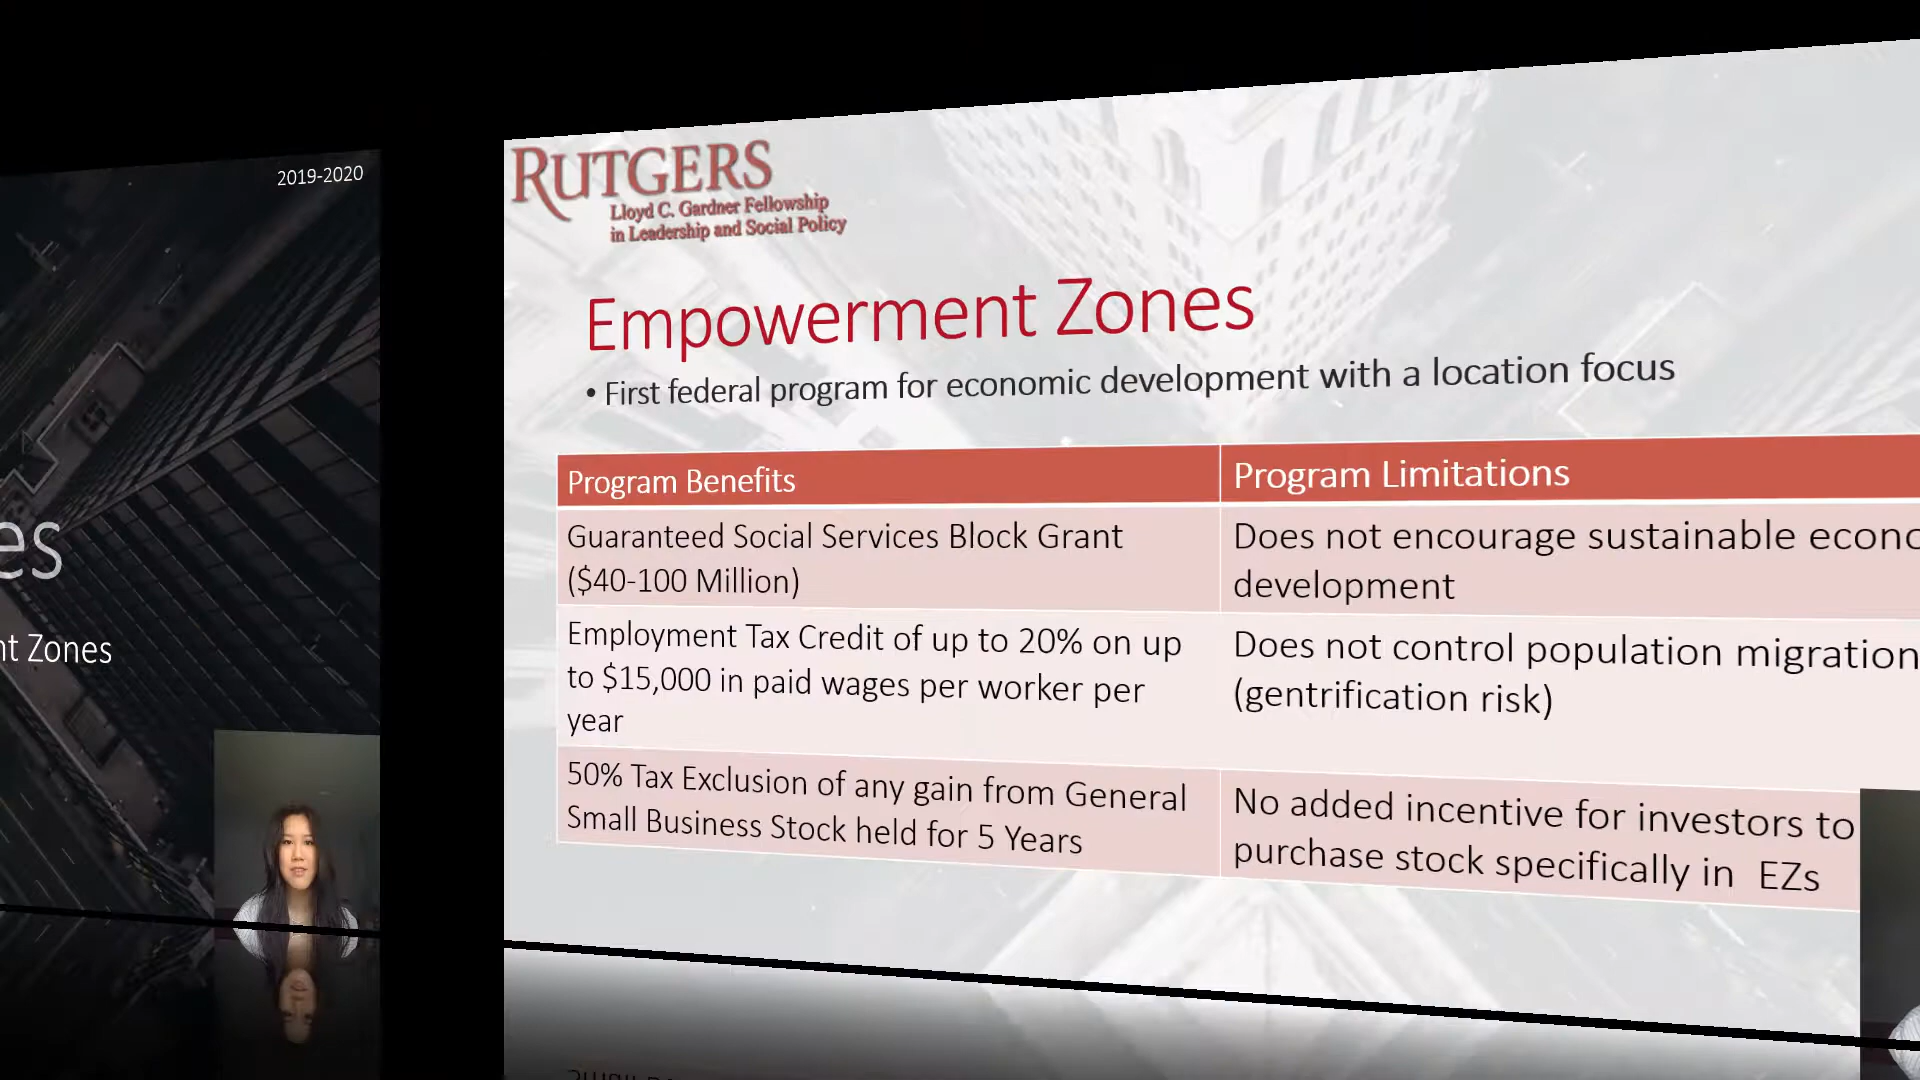 2019-2020
es
nt Zones
RUTGERS
Lloyd C. Gardner Fellowship
in Leadership and Social Policy
Empowerment Zones
• First federal program for economic development with a location focus
Program Benefits
Program Limitations
Guaranteed Social Services Block Grant
($40-100 Million)
Does not encourage sustainable econo
development
Employment Tax Credit of up to 20% on up
to $15,000 in paid wages per worker per
year
Does not control population migration
(gentrification risk)
50% Tax Exclusion of any gain from General
Small Business Stock held for 5 Years
No added incentive for investors to
purchase stock specifically in EZs